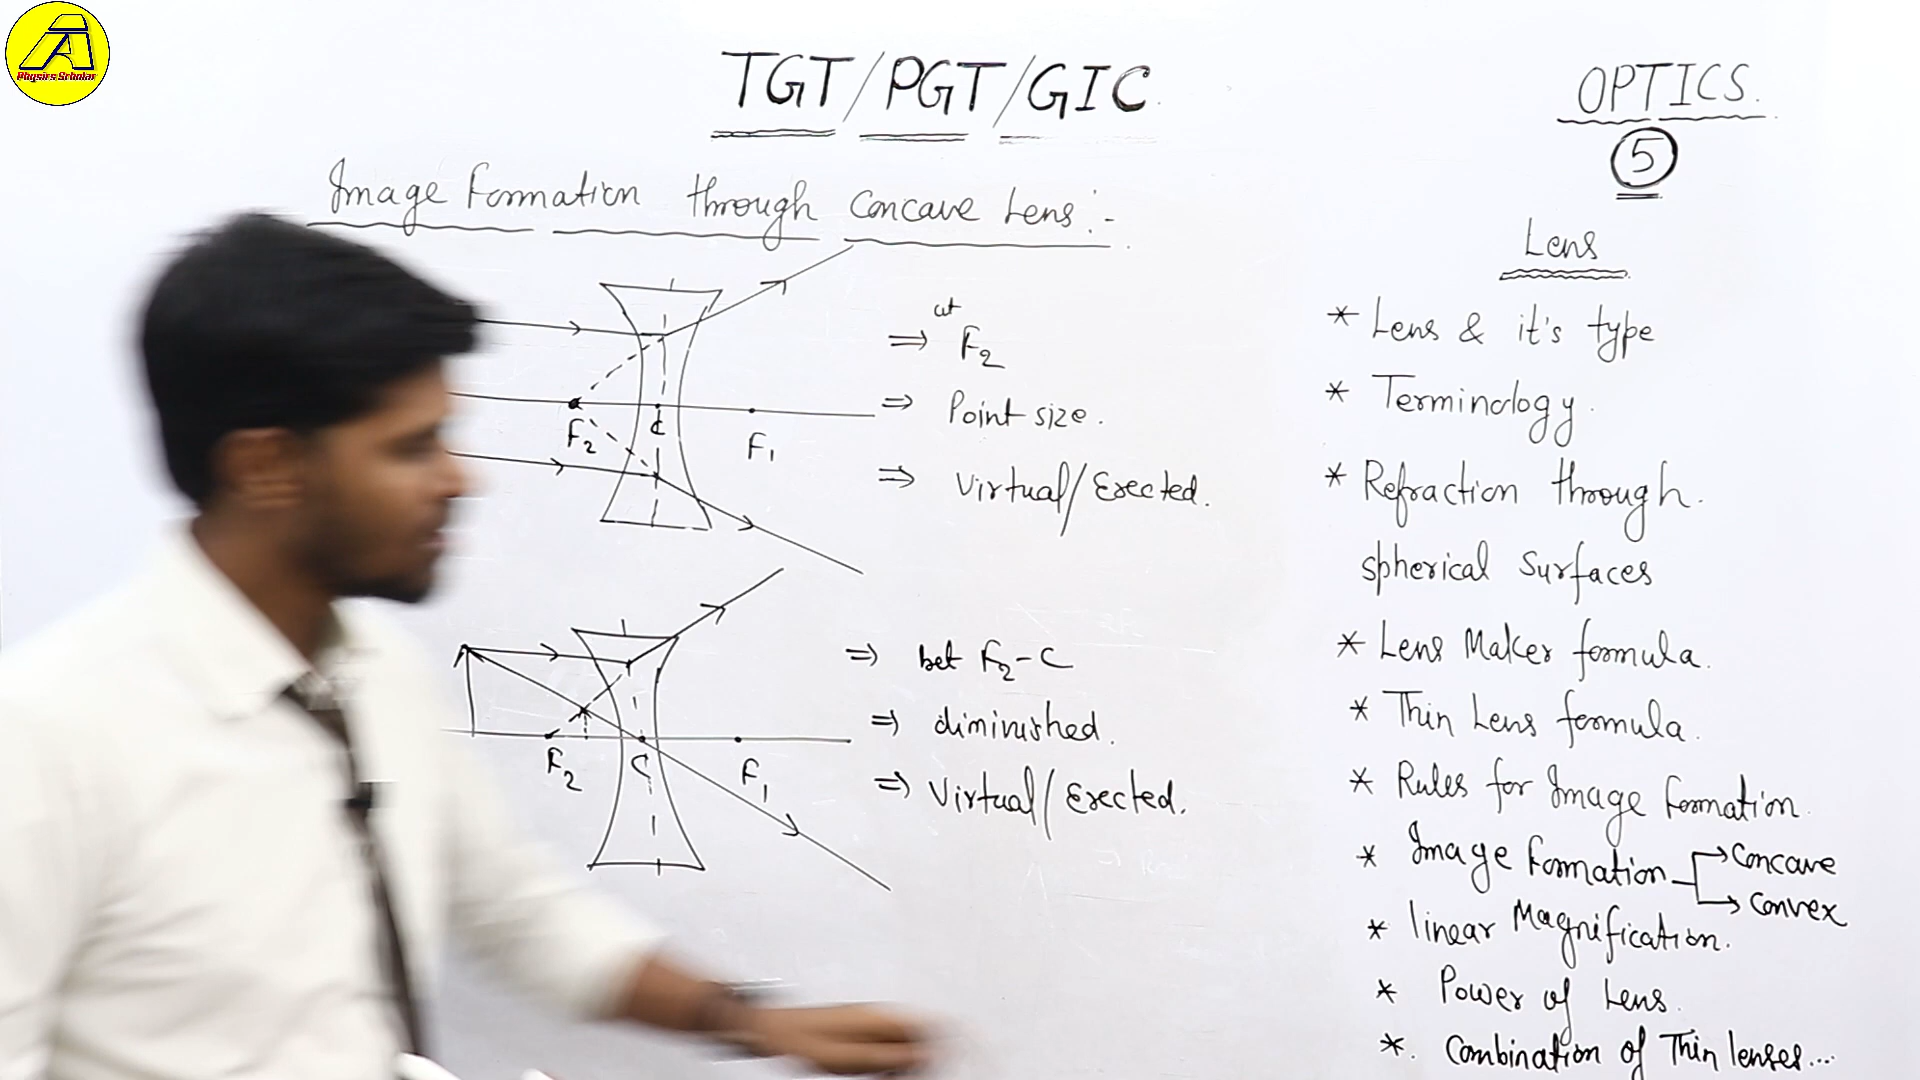 A
Physics Scholar
TGT/PGT/GIC
OPTICS.
5
Image Formation through Concave Lens:-
F2
C
F1
⇒ at F2
⇒ Point size.
⇒ Virtual/Erected.
F2
C
F1
⇒ bet F2-C
⇒ diminished.
⇒ Virtual/Erected.
Lens
* Lens & it's type
* Terminology.
* Refraction through.
spherical surfaces
* Lens Maker formula.
* Thin Lens formula.
* Rules for Image Formation.
* Image Formation → Concave
→ Convex
* linear Magnification.
* Power of Lens.
*. Combination of Thin lenses...